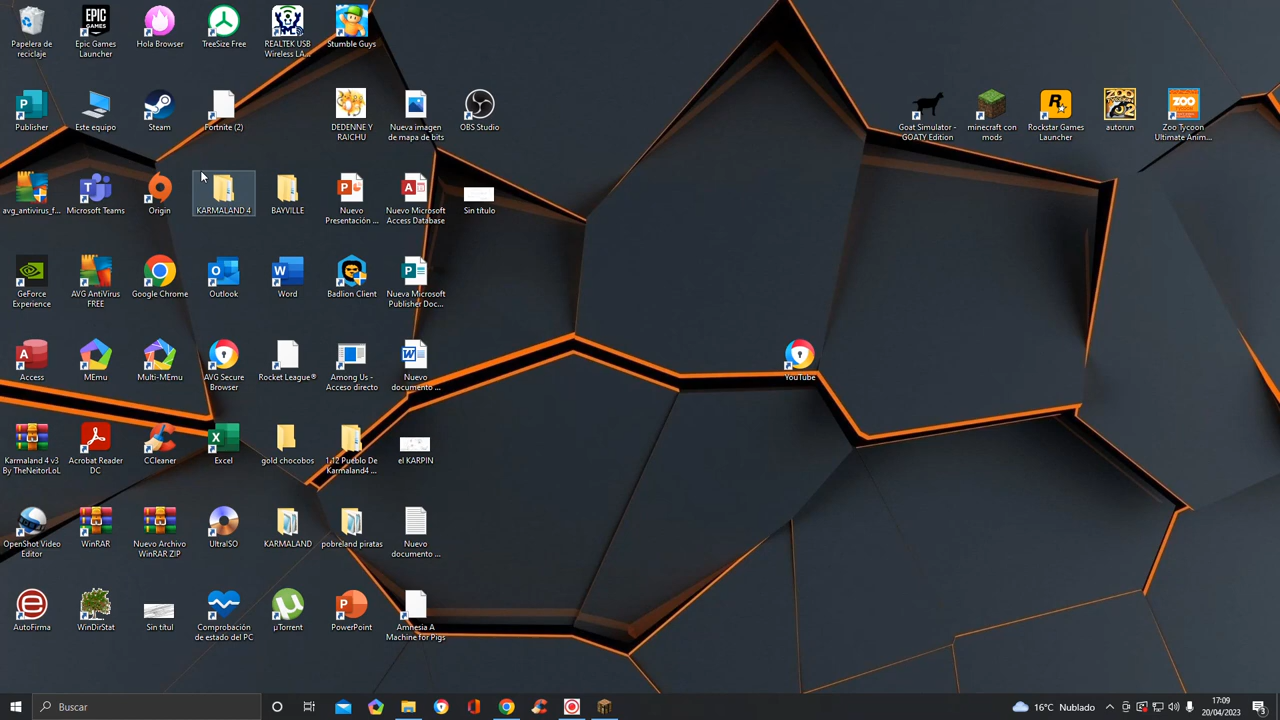 Papelera de
reciclaje
Epic Games
Launcher
Hola Browser
TreeSize Free
REALTEK USB
Wireless LA...
Stumble Guys
Publisher
Este equipo
Steam
Fortnite (2)
DEDENNE Y
RAICHU
Nueva imagen
de mapa de bits
OBS Studio
Goat Simulator -
GOATY Edition
minecraft con
mods
Rockstar Games
Launcher
autorun
Zoo Tycoon
Ultimate Anim...
avg_antivirus_f...
Microsoft Teams
Origin
KARMALAND 4
BAYVILLE
Nuevo
Presentación ...
Nuevo Microsoft
Access Database
Sin título
GeForce
Experience
AVG AntiVirus
FREE
Google Chrome
Outlook
Word
Badlion Client
Nueva Microsoft
Publisher Doc...
Access
MEmu
Multi-MEmu
AVG Secure
Browser
Rocket League®
Among Us -
Acceso directo
Nuevo
documento ...
YouTube
Karmaland 4 v3
By TheNeitorLoL
Acrobat Reader
DC
CCleaner
Excel
gold chocobos
1.12 Pueblo De
Karmaland4 ...
el KARPIN
OpenShot Video
Editor
WinRAR
Nuevo Archivo
WinRAR ZIP
UltraISO
KARMALAND
pobreland piratas
Nuevo
documento ...
AutoFirma
WinDirStat
Sin titul
Comprobación
de estado del PC
µTorrent
PowerPoint
Amnesia A
Machine for Pigs
Buscar
16°C Nublado
17:09
20/04/2023
3